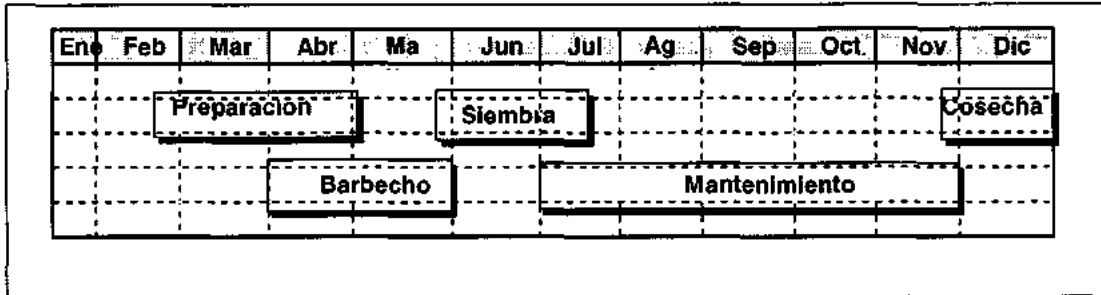 Ene Feb Mar Abr Ma Jun Jul Ag Sep Oct. Nov Dic
Preparacion Siembra Cosecha
Barbecho Mantenimiento